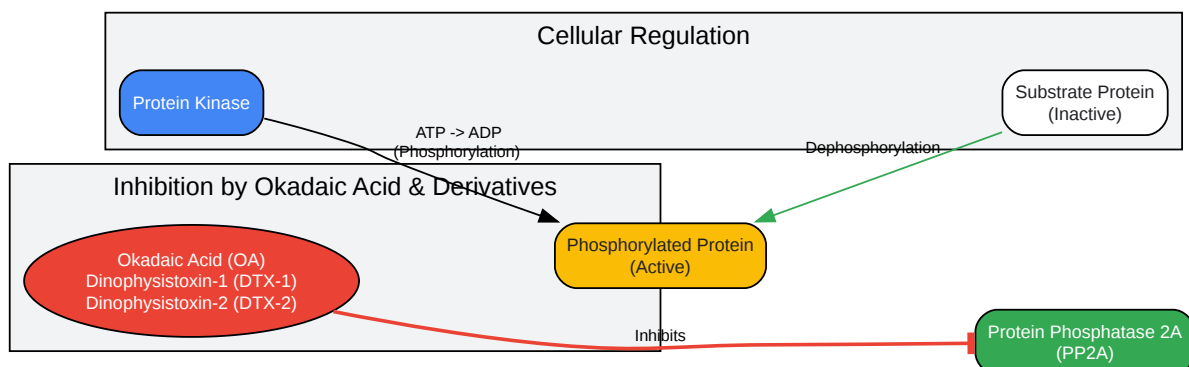 Cellular Regulation
Protein Kinase
Substrate Protein
(Inactive)
ATP -> ADP
(Phosphorylation)
Dephosphorylation
Inhibition by Okadaic Acid & Derivatives
Phosphorylated Protein
(Active)
Okadaic Acid (OA)
Dinophysistoxin-1 (DTX-1)
Dinophysistoxin-2 (DTX-2)
Inhibits
Protein Phosphatase 2A
(PP2A)